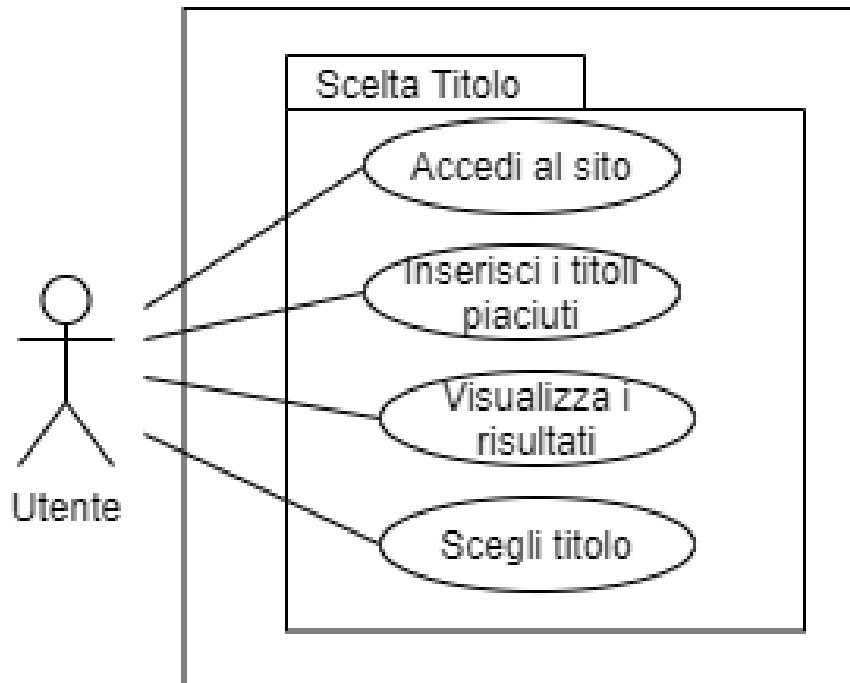 Scelta Titolo
Accedi al sito
Inserisci i titoli
piaciuti
Visualizza i
risultati
Utente
Scegli titolo